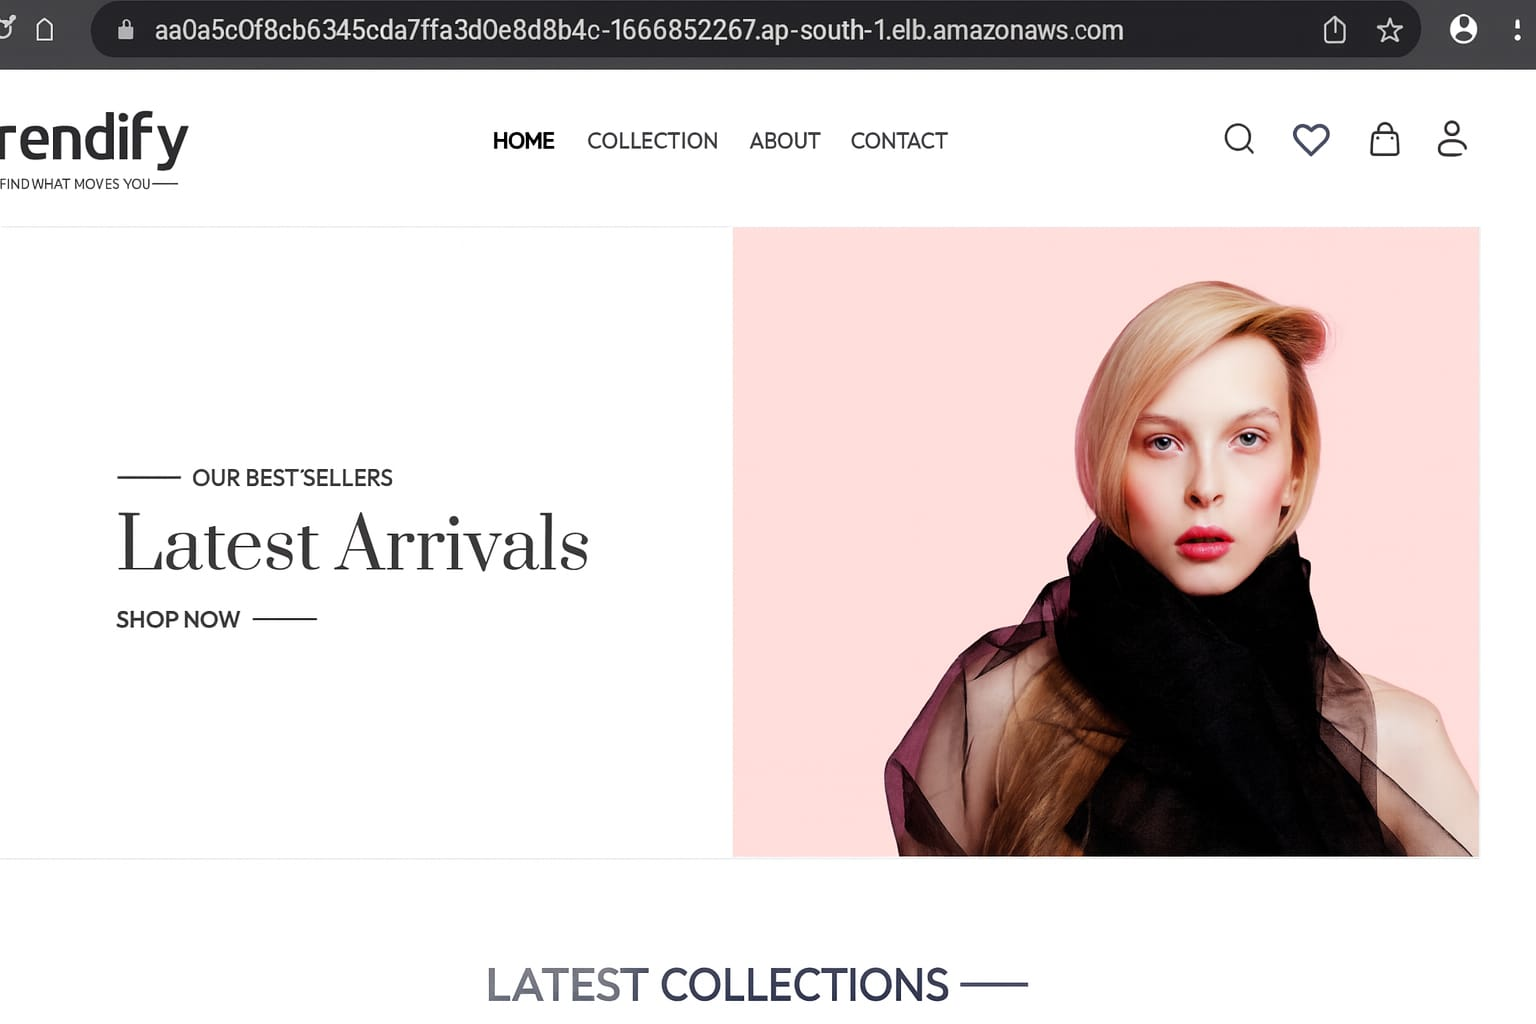 aa0a5c0f8cb6345cda7ffa3d0e8d8b4c-1666852267.ap-south-1.elb.amazonaws.com
rendify
FIND WHAT MOVES YOU
HOME COLLECTION ABOUT CONTACT
OUR BEST'SELLERS
Latest Arrivals
SHOP NOW
LATEST COLLECTIONS